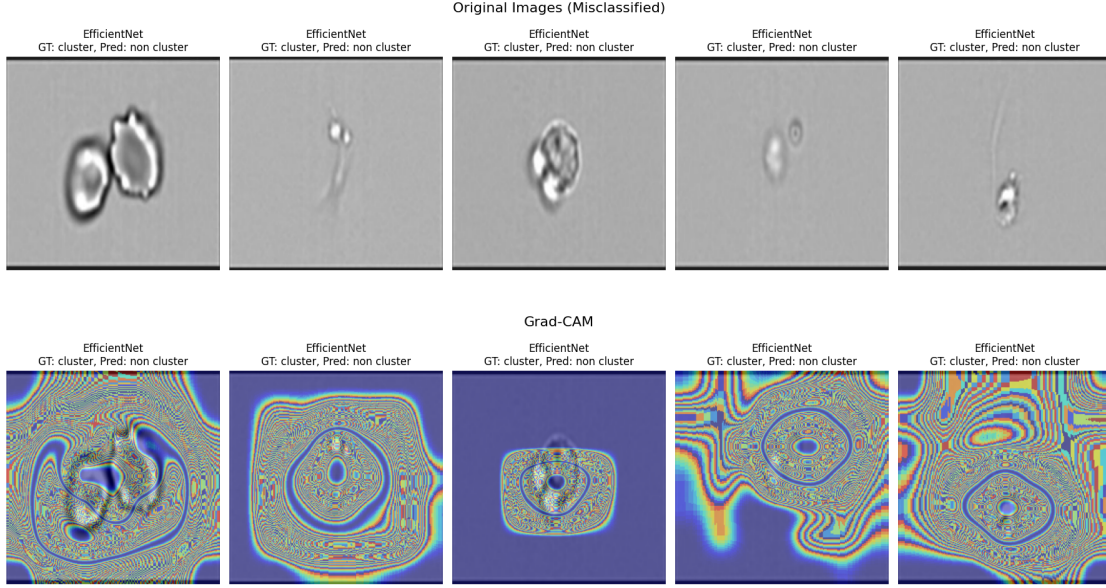 Original Images (Misclassified)
EfficientNet
GT: cluster, Pred: non cluster
EfficientNet
GT: cluster, Pred: non cluster
EfficientNet
GT: cluster, Pred: non cluster
EfficientNet
GT: cluster, Pred: non cluster
EfficientNet
GT: cluster, Pred: non cluster
Grad-CAM
EfficientNet
GT: cluster, Pred: non cluster
EfficientNet
GT: cluster, Pred: non cluster
EfficientNet
GT: cluster, Pred: non cluster
EfficientNet
GT: cluster, Pred: non cluster
EfficientNet
GT: cluster, Pred: non cluster